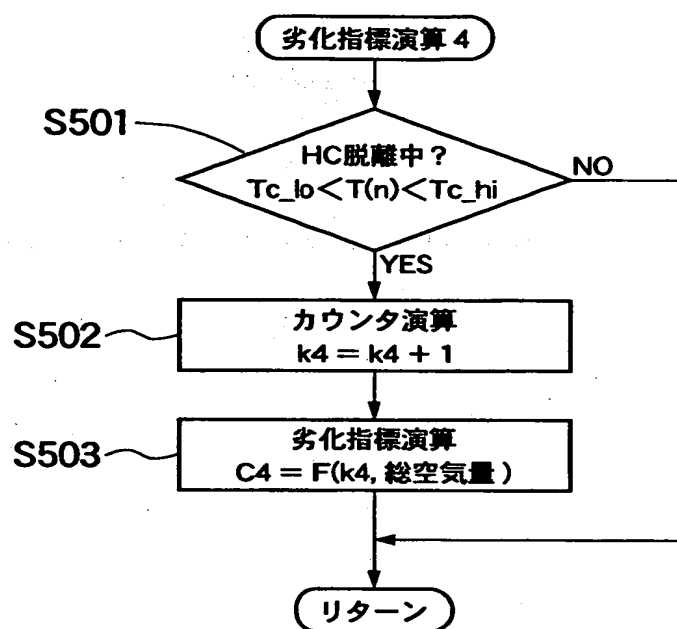 劣化指標演算 4
S501
HC脱離中？
Tc_lo＜T(n)＜Tc_hi
NO
YES
S502
カウンタ演算
k4 = k4 + 1
S503
劣化指標演算
C4 = F(k4, 総空気量 )
リターン